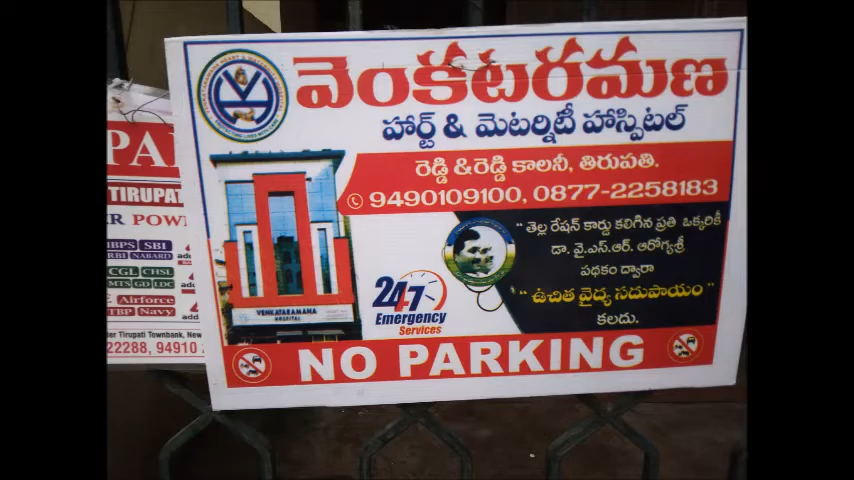 వెంకటరమణ
హార్ట్ & మెటర్నిటీ హాస్పిటల్
రెడ్డి &రెడ్డి కాలనీ, తిరుపతి.
9490109100, 0877-2258183
" తెల్ల రేషన్ కార్డు కలిగిన ప్రతి ఒక్కరికీ
డా. వై.ఎస్.ఆర్. ఆరోగ్యశ్రీ
పథకం ద్వారా
" ఉచిత వైద్య సదుపాయం "
కలదు.
24/7
Emergency
Services
VENKATARAMANA
HOSPITAL
NO PARKING
PA
TIRUPAT
R POW
IBPS SBI
RBI NABARD
CGL CHSL
MTS GD LDC
Airforce
Navy
er Tirupati Townbank, New
22288, 94910